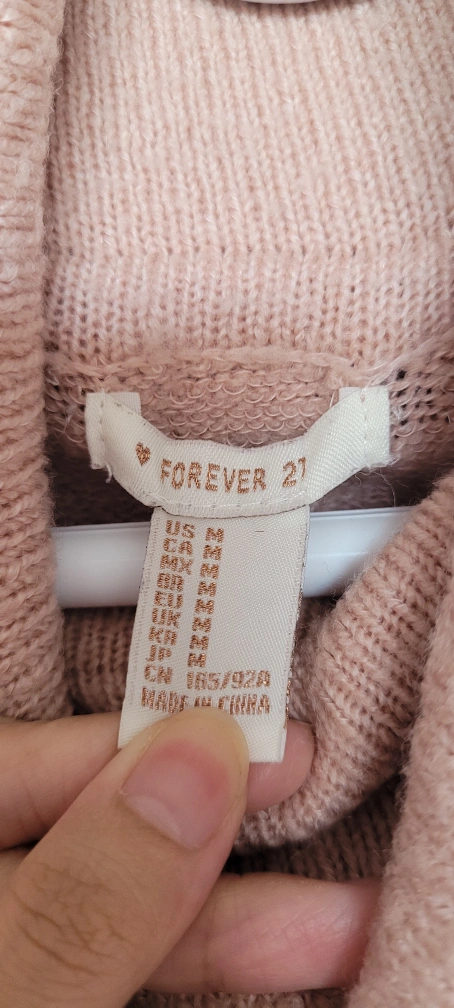 ♥ FOREVER 21
US M
CA M
MX M
BR M
EU M
UK M
KR M
JP M
CN 165/92A
MADE IN CHINA